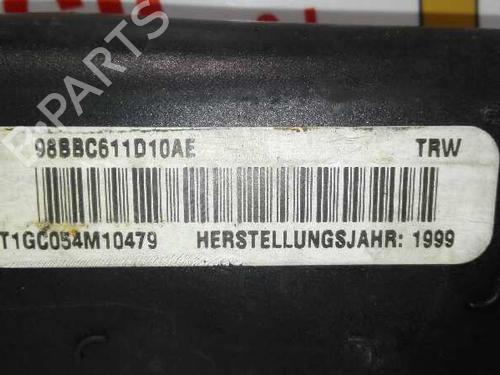 98BBC611D10AE TRW
T1GC054M10479 HERSTELLUNGSJAHR: 1999
B-PARTS